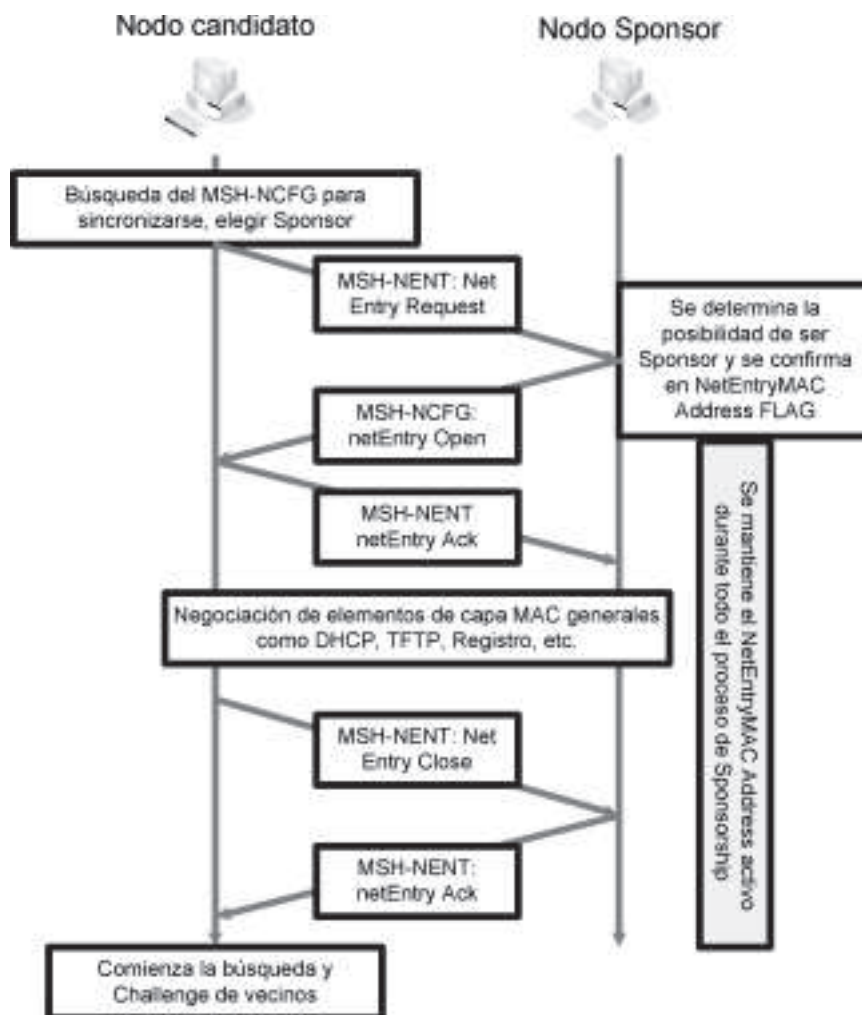 Nodo candidato
Nodo Sponsor
Búsqueda del MSH-NCFG para
sincronizarse, elegir Sponsor
MSH-NENT: Net
Entry Request
Se determina la
posibilidad de ser
Sponsor y se confirma
en NetEntryMAC
Address FLAG
MSH-NCFG:
netEntry Open
MSH-NENT
netEntry Ack
Se mantiene el NetEntryMAC Address activo
durante todo el proceso de Sponsorship
Negociación de elementos de capa MAC generales
como DHCP, TFTP, Registro, etc.
MSH-NENT: Net
Entry Close
MSH-NENT:
netEntry Ack
Comienza la búsqueda y
Challenge de vecinos